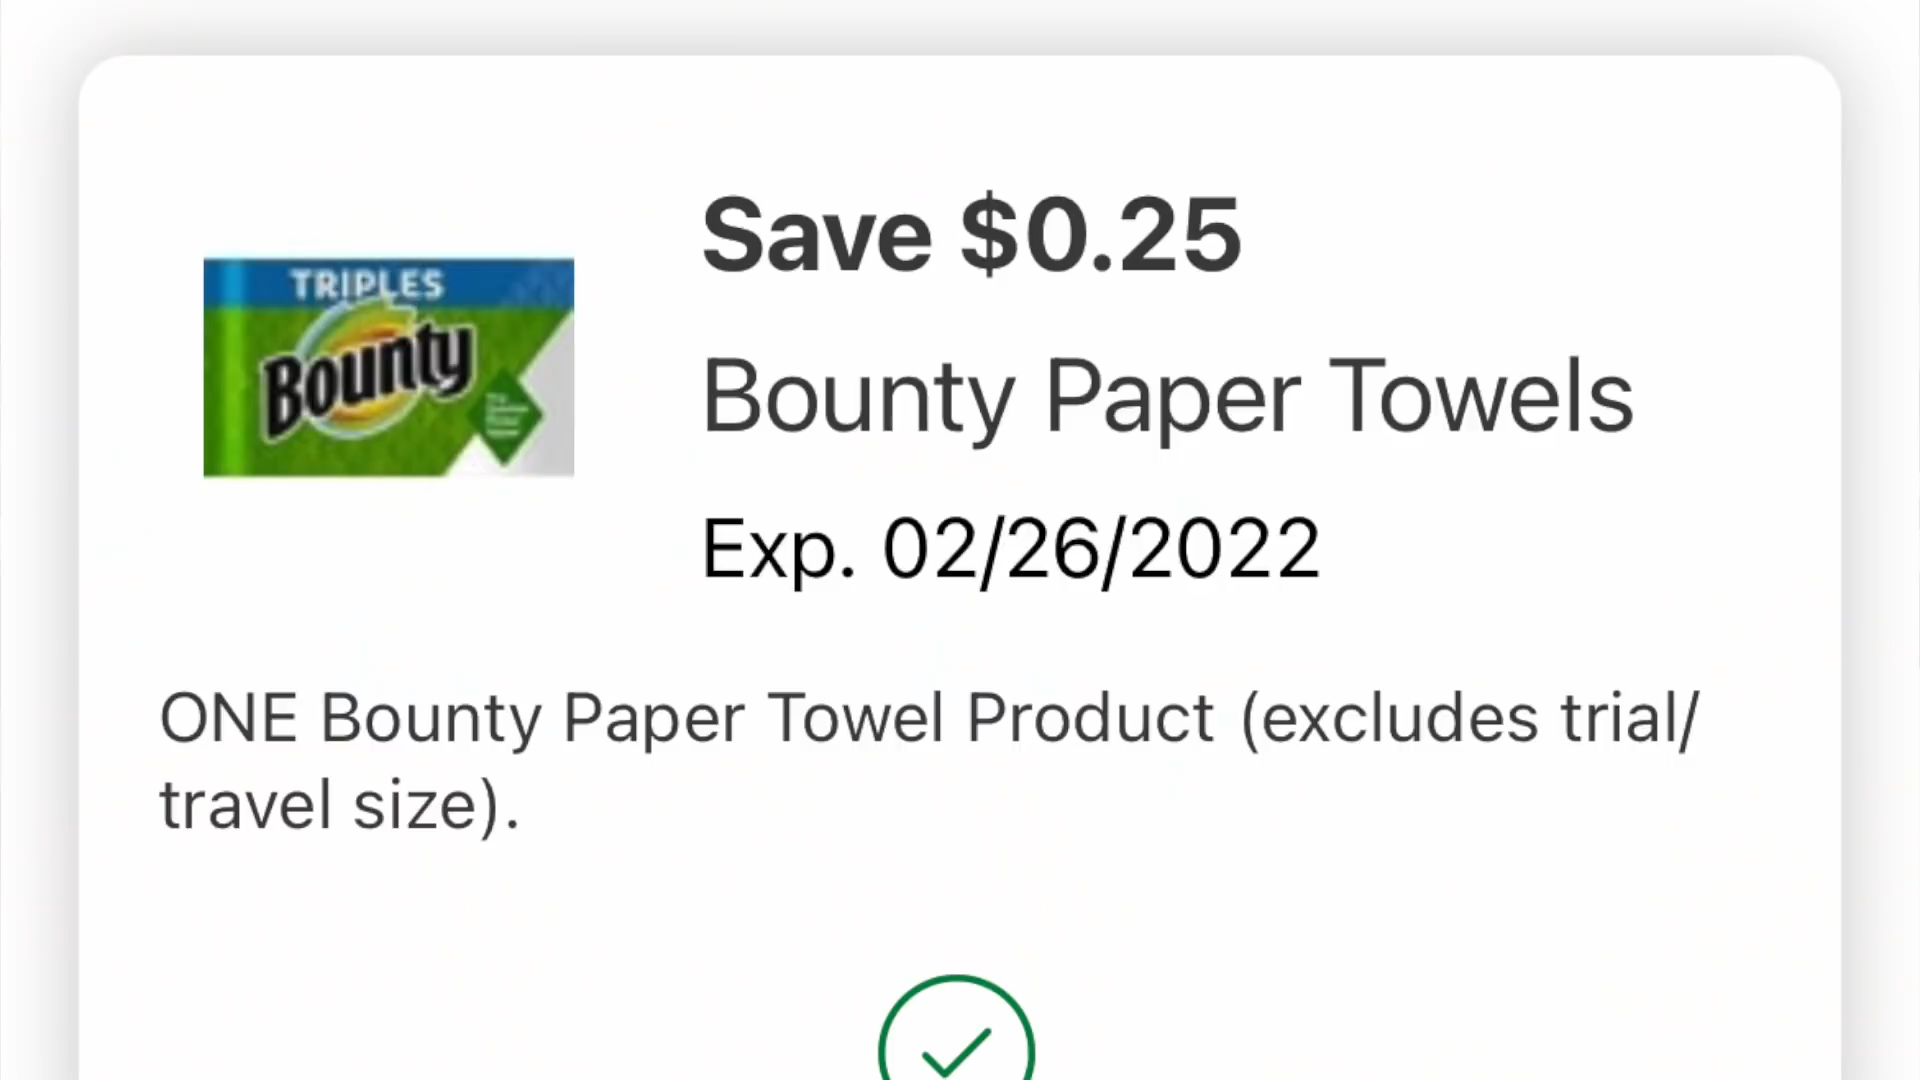 Save $0.25
TRIPLES
Bounty
Bounty Paper Towels
Exp. 02/26/2022
ONE Bounty Paper Towel Product (excludes trial/
travel size).